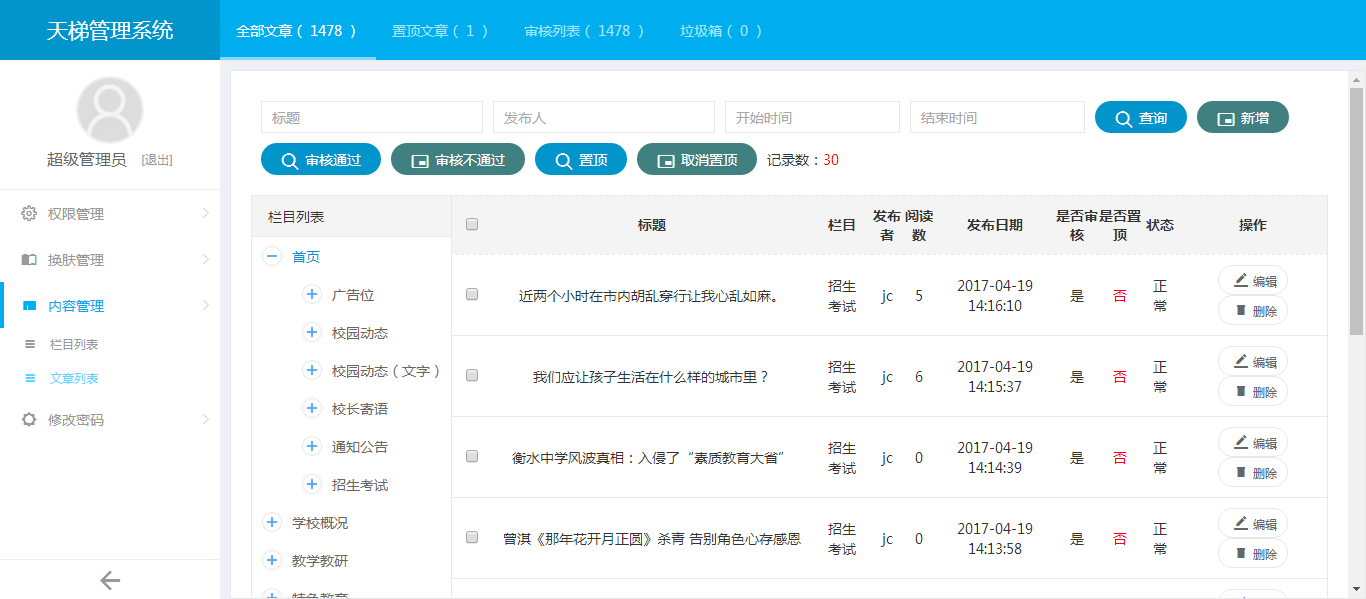 天梯管理系统
全部文章（ 1478 ）
置顶文章（ 1 ）
审核列表（ 1478 ）
垃圾箱（ 0 ）
超级管理员 [退出]
权限管理
换肤管理
内容管理
栏目列表
文章列表
修改密码
标题
发布人
开始时间
结束时间
查询
新增
审核通过
审核不通过
置顶
取消置顶
记录数：30
栏目列表
首页
广告位
校园动态
校园动态（文字）
校长寄语
通知公告
招生考试
学校概况
教学教研
特色教育
标题 栏目 发布者 阅读数 发布日期 是否审核 是否置顶 状态 操作
近两个小时在市内胡乱穿行让我心乱如麻。 招生考试 jc 5 2017-04-19 14:16:10 是 否 正常 编辑 删除
我们应让孩子生活在什么样的城市里？ 招生考试 jc 6 2017-04-19 14:15:37 是 否 正常 编辑 删除
衡水中学风波真相：入侵了“素质教育大省” 招生考试 jc 0 2017-04-19 14:14:39 是 否 正常 编辑 删除
曾淇《那年花开月正圆》杀青 告别角色心存感恩 招生考试 jc 0 2017-04-19 14:13:58 是 否 正常 编辑 删除